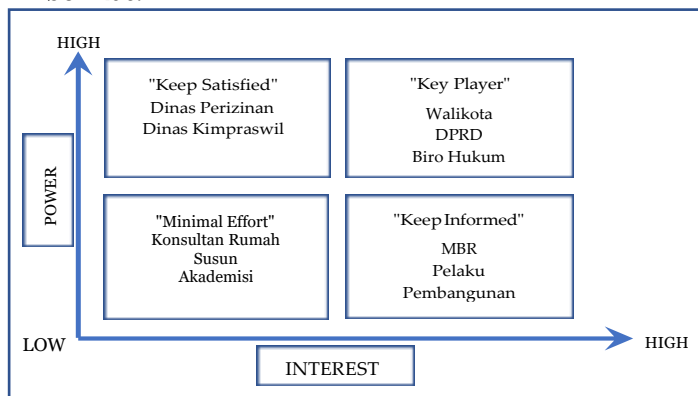 HIGH
"Keep Satisfied"
Dinas Perizinan
Dinas Kimpraswil
"Key Player"
Walikota
DPRD
Biro Hukum
POWER
"Minimal Effort"
Konsultan Rumah
Susun
Akademisi
"Keep Informed"
MBR
Pelaku
Pembangunan
LOW
HIGH
INTEREST